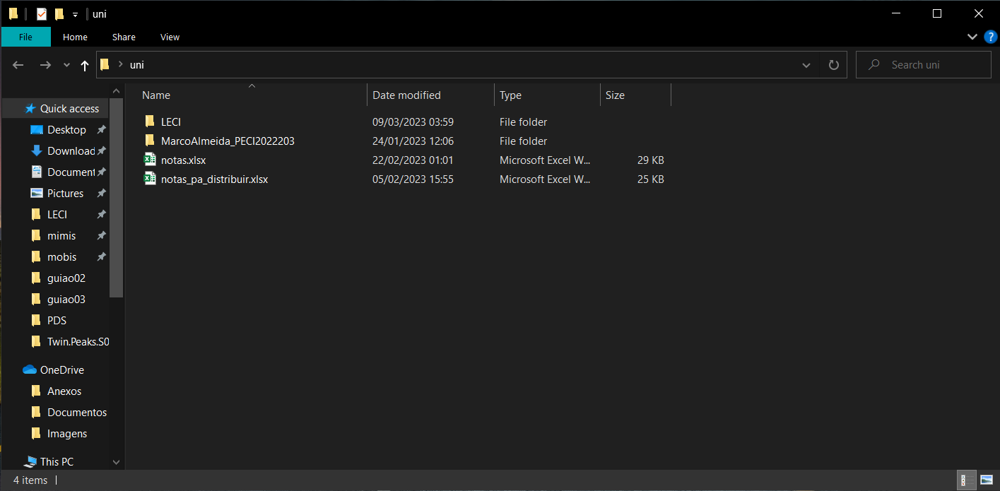 uni
File Home Share View
?
uni
Search uni
Name Date modified Type Size
Quick access
Desktop
Download
Document
Pictures
LECI
mimis
mobis
guiao02
guiao03
PDS
Twin.Peaks.S0
OneDrive
Anexos
Documentos
Imagens
This PC
LECI 09/03/2023 03:59 File folder
MarcoAlmeida_PECI2022203 24/01/2023 12:06 File folder
notas.xlsx 22/02/2023 01:01 Microsoft Excel W... 29 KB
notas_pa_distribuir.xlsx 05/02/2023 15:55 Microsoft Excel W... 25 KB
4 items